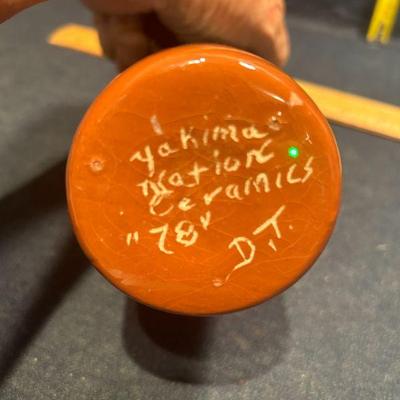 Yakima
Nation
Ceramics
"78"
D.T.